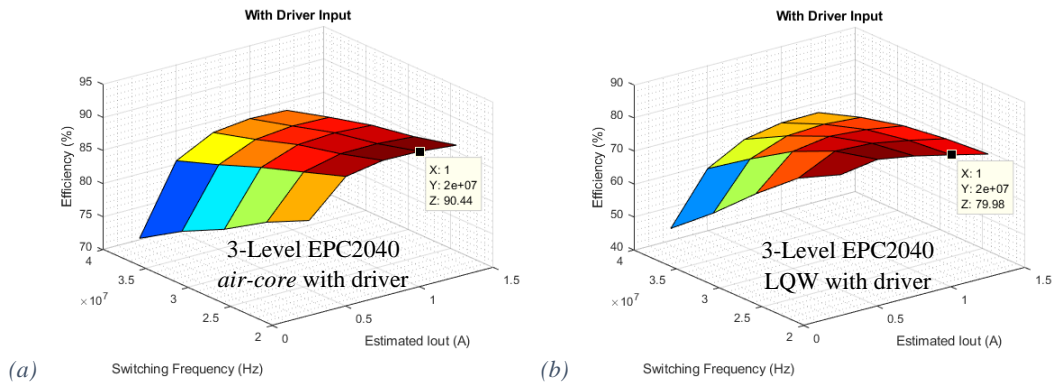 With Driver Input
95
90
85
80
75
70
Efficiency (%)
4
3.5
3
2.5
2
× 10^7
Switching Frequency (Hz)
0
0.5
1
1.5
Estimated Iout (A)
X: 1
Y: 2e+07
Z: 90.44
3-Level EPC2040
air-core with driver
(a)
With Driver Input
90
80
70
60
50
40
Efficiency (%)
4
3.5
3
2.5
2
× 10^7
Switching Frequency (Hz)
0
0.5
1
1.5
Estimated Iout (A)
X: 1
Y: 2e+07
Z: 79.98
3-Level EPC2040
LQW with driver
(b)